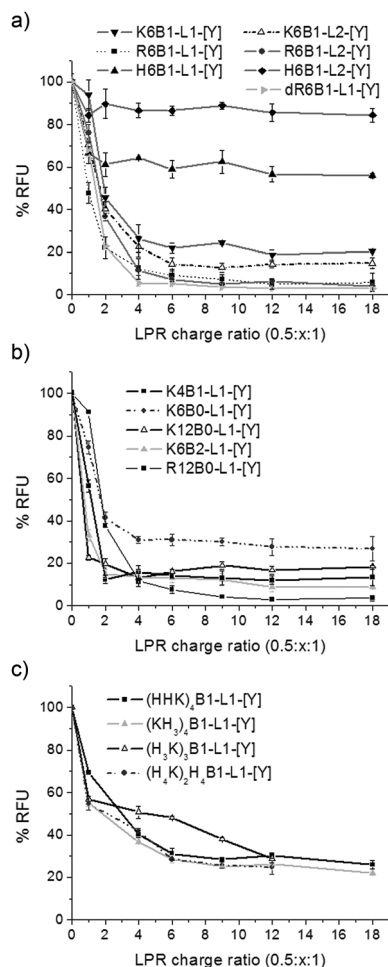 a)
K6B1-L1-[Y] K6B1-L2-[Y]
R6B1-L1-[Y] R6B1-L2-[Y]
H6B1-L1-[Y] H6B1-L2-[Y]
dR6B1-L1-[Y]
100
80
60
40
20
0
% RFU
0 2 4 6 8 10 12 14 16 18
LPR charge ratio (0.5:x:1)
b)
K4B1-L1-[Y]
K6B0-L1-[Y]
K12B0-L1-[Y]
K6B2-L1-[Y]
R12B0-L1-[Y]
100
80
60
40
20
0
% RFU
0 2 4 6 8 10 12 14 16 18
LPR charge ratio (0.5:x:1)
c)
(HHK)₄B1-L1-[Y]
(KH₃)₄B1-L1-[Y]
(H₃K)₃B1-L1-[Y]
(H₄K)₂H₄B1-L1-[Y]
100
80
60
40
20
0
% RFU
0 2 4 6 8 10 12 14 16 18
LPR charge ratio (0.5:x:1)